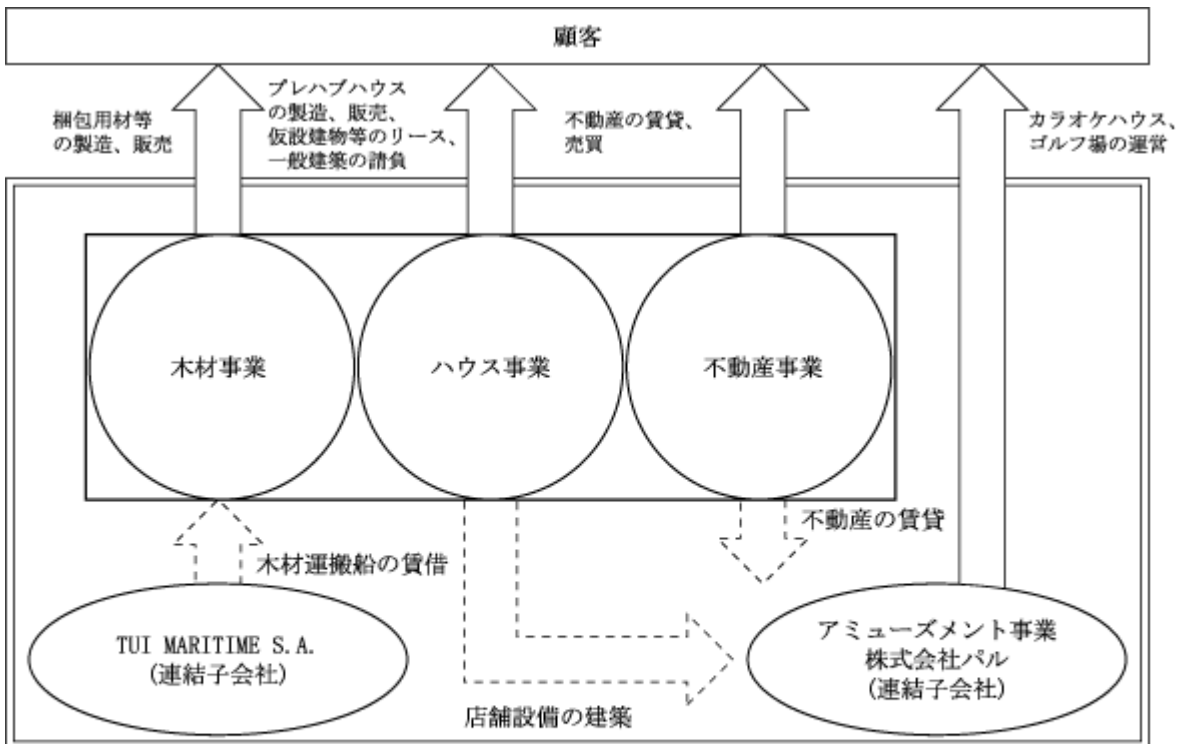 顧客
梱包用材等
の製造、販売
プレハブハウス
の製造、販売、
仮設建物等のリース、
一般建築の請負
不動産の賃貸、
売買
カラオケハウス、
ゴルフ場の運営
木材事業
ハウス事業
不動産事業
木材運搬船の賃借
不動産の賃貸
TUI MARITIME S.A.
(連結子会社)
店舗設備の建築
アミューズメント事業
株式会社パル
(連結子会社)